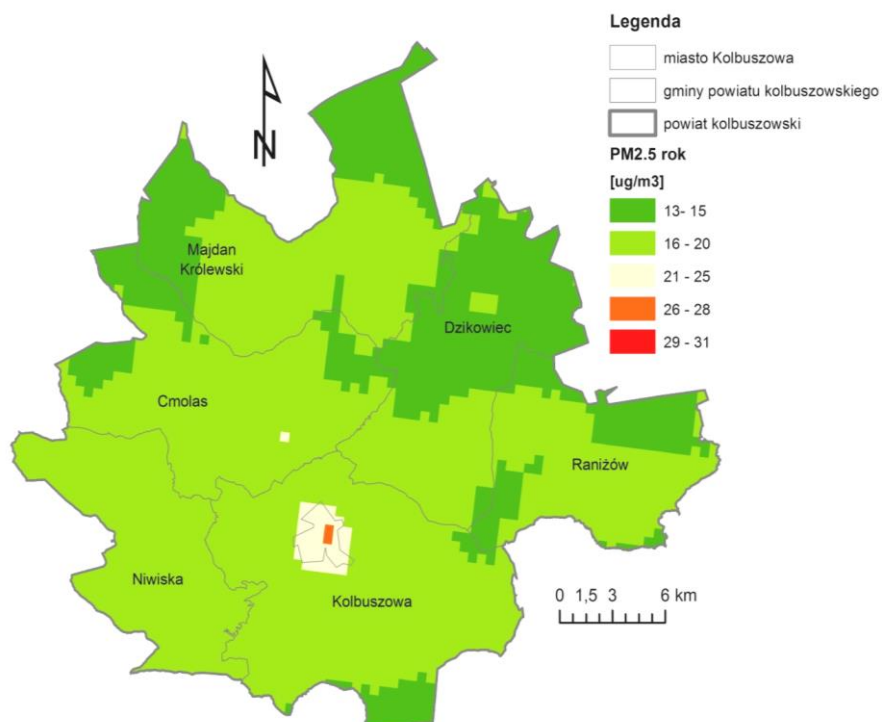 Legenda
miasto Kolbuszowa
gminy powiatu kolbuszowskiego
powiat kolbuszowski
PM2.5 rok
[ug/m3]
13- 15
16 - 20
21 - 25
26 - 28
29 - 31
N
Majdan
Królewski
Dzikowiec
Cmolas
Raniżów
Niwiska
Kolbuszowa
0 1,5 3 6 km